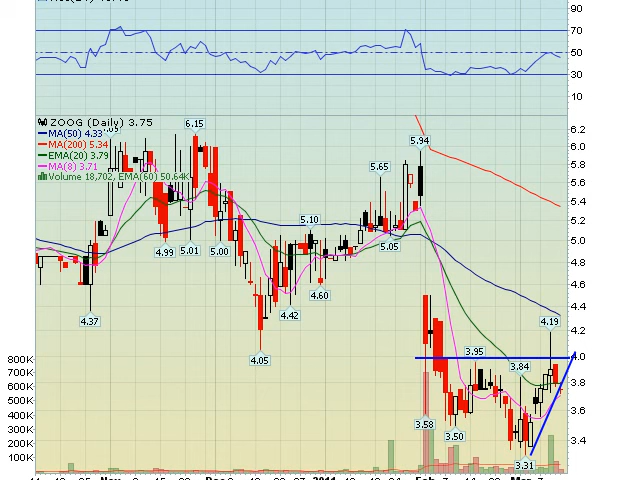 90
70
50
30
10
ZOOG (Daily) 3.75
MA(50) 4.33
MA(200) 5.34
EMA(20) 3.79
MA(8) 3.71
Volume 18,702, EMA(60) 50.64K
6.15
5.94
5.65
5.10
4.99
5.01
5.00
5.05
4.60
4.42
4.37
4.05
4.19
3.95
3.84
3.58
3.50
3.31
6.2
6.0
5.8
5.6
5.4
5.2
5.0
4.8
4.6
4.4
4.2
4.0
3.8
3.6
3.4
800K
700K
600K
500K
400K
300K
200K
100K